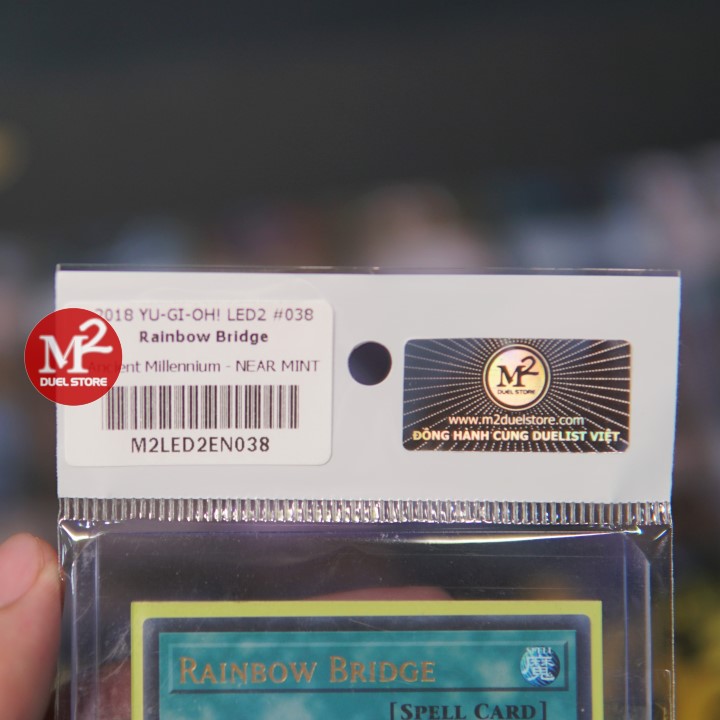 2018 YU-GI-OH! LED2 #038
Rainbow Bridge
Millennium - NEAR MINT
M2LED2EN038
M2
DUEL STORE
M2
DUEL STORE
www.m2duelstore.com
ĐỒNG HÀNH CÙNG DUELIST VIỆT
RAINBOW BRIDGE
SPELL
魔
[SPELL CARD]